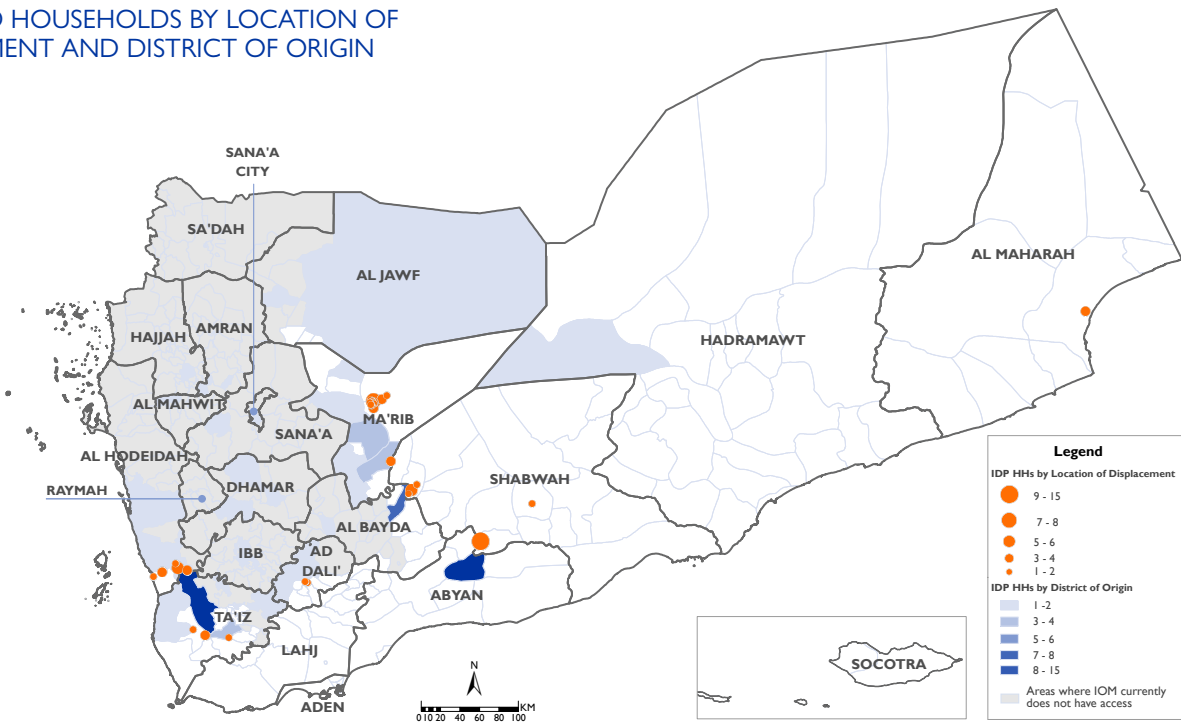 HOUSEHOLDS BY LOCATION OF
AND DISTRICT OF ORIGIN
SANA'A
CITY
SA'DAH
AL JAWF
AL MAHARAH
HAJJAH
AMRAN
HADRAMAWT
AL MAHWIT
MA'RIB
SANA'A
AL HODEIDAH
SHABWAH
DHAMAR
RAYMAH
AL BAYDA
IBB
AD
DALI'
ABYAN
TA'IZ
LAHJ
SOCOTRA
ADEN
N
KM
0 10 20 40 60 80 100
Legend
IDP HHs by Location of Displacement
9 - 15
7 - 8
5 - 6
3 - 4
1 - 2
IDP HHs by District of Origin
1 -2
3 - 4
5 - 6
7 - 8
8 - 15
Areas where IOM currently
does not have access